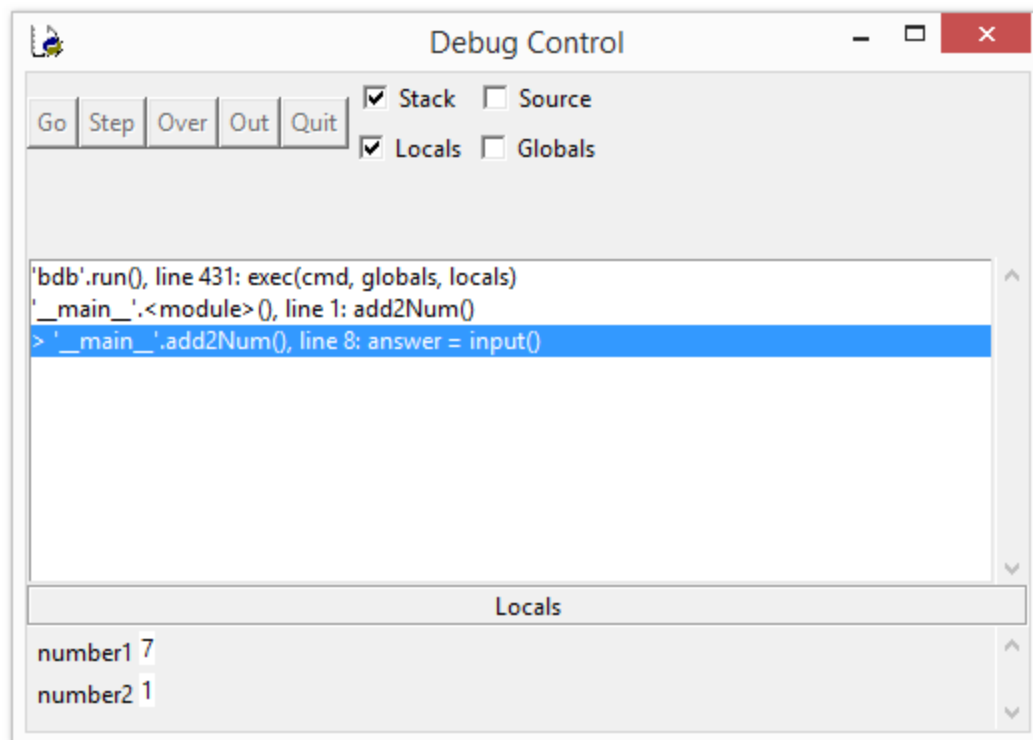 Debug Control
Go Step Over Out Quit Stack Source
Locals Globals
'bdb'.run(), line 431: exec(cmd, globals, locals)
'__main__'.<module>(), line 1: add2Num()
> '__main__'.add2Num(), line 8: answer = input()
Locals
number1 7
number2 1